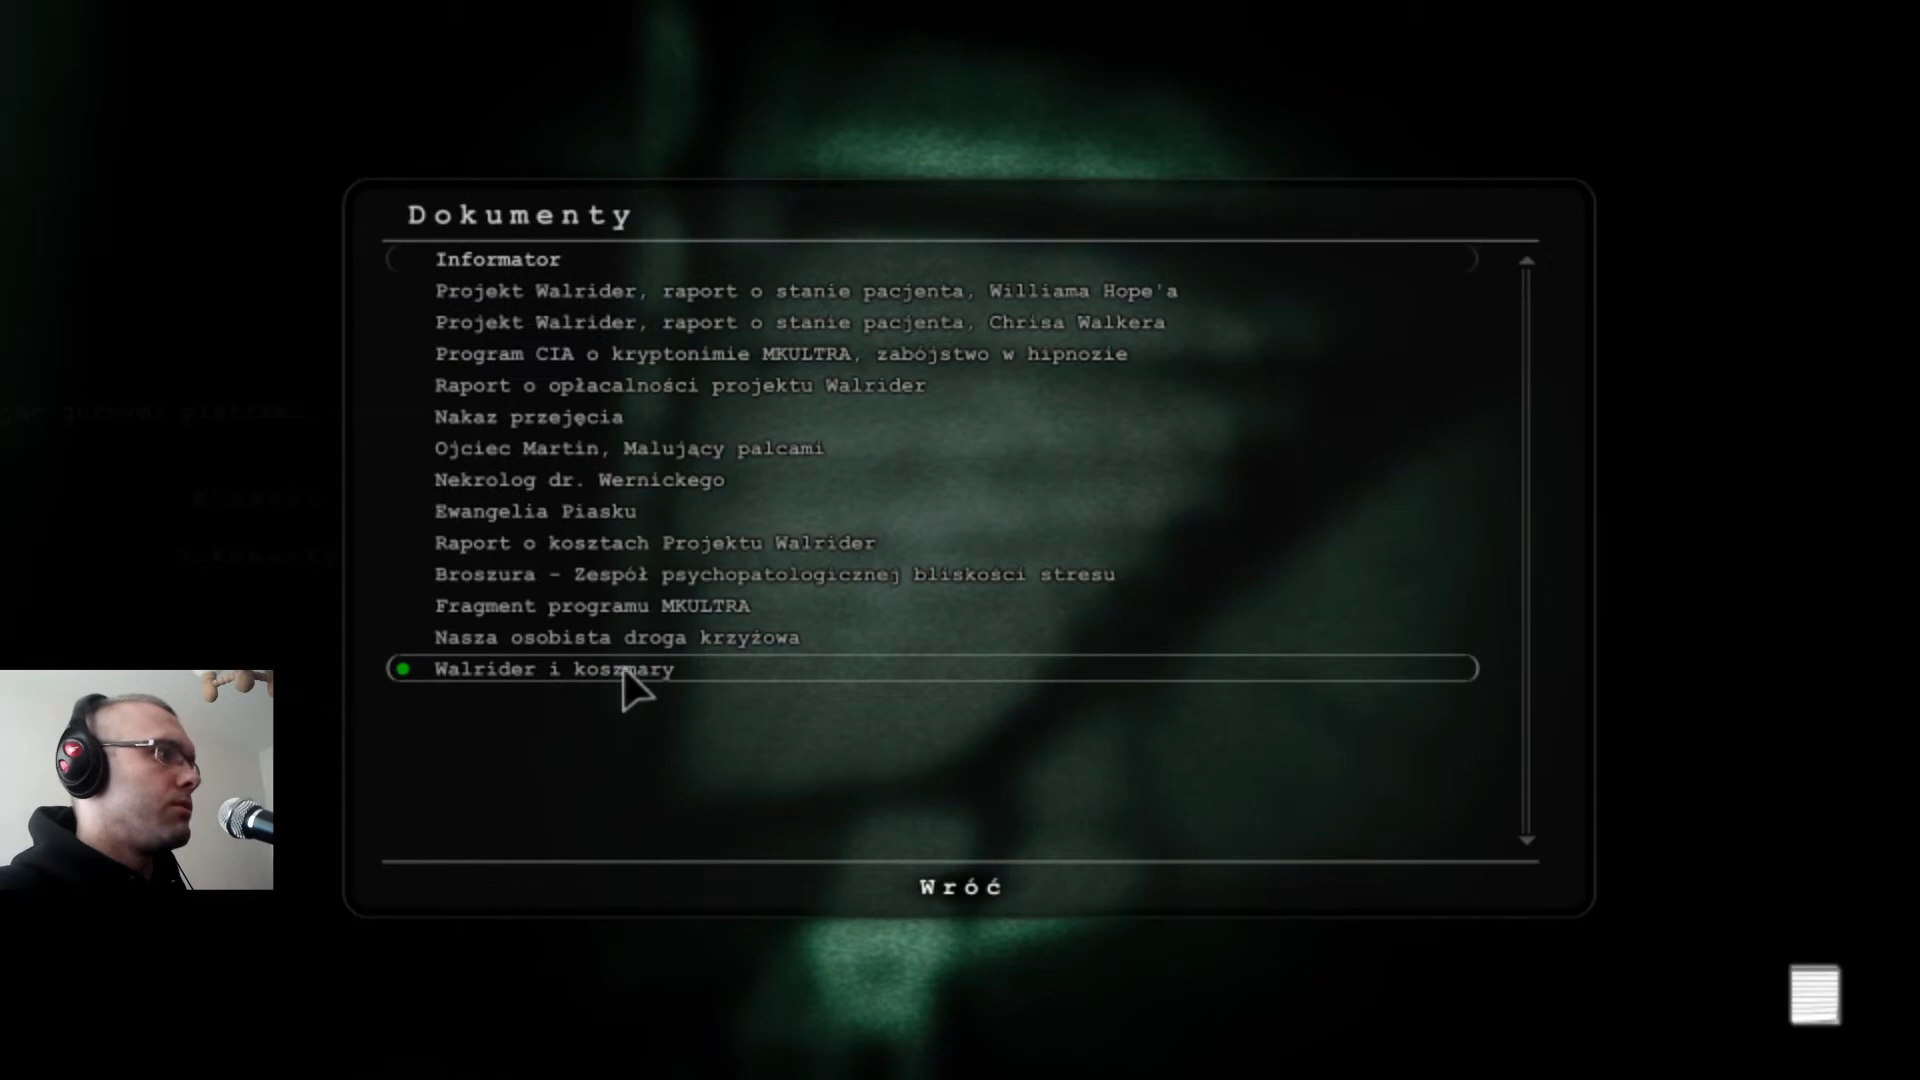 Dokumenty
Informator
Projekt Walrider, raport o stanie pacjenta, Williama Hope'a
Projekt Walrider, raport o stanie pacjenta, Chrisa Walkera
Program CIA o kryptonimie MKULTRA, zabójstwo w hipnozie
Raport o opłacalności projektu Walrider
Nakaz przejęcia
Ojciec Martin, Malujący palcami
Nekrolog dr. Wernickego
Ewangelia Piasku
Raport o kosztach Projektu Walrider
Broszura - Zespół psychopatologicznej bliskości stresu
Fragment programu MKULTRA
Nasza osobista droga krzyżowa
Walrider i koszmary
Wróć